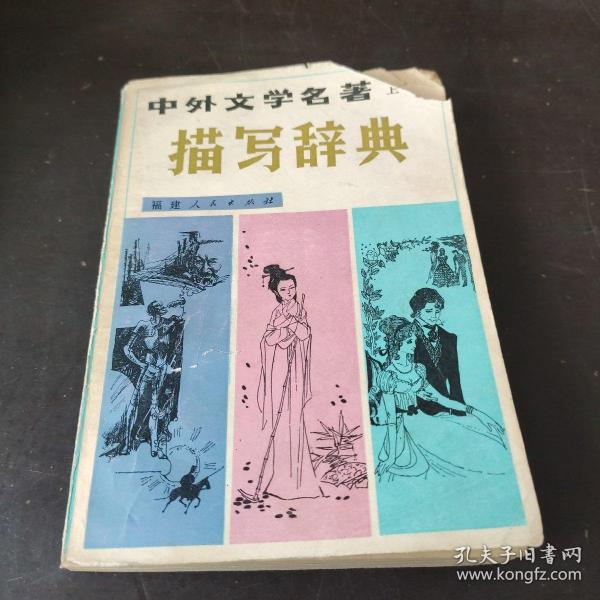 中外文学名著 上
描写辞典
福建人民出版社
孔夫子旧书网
www.kongfz.com